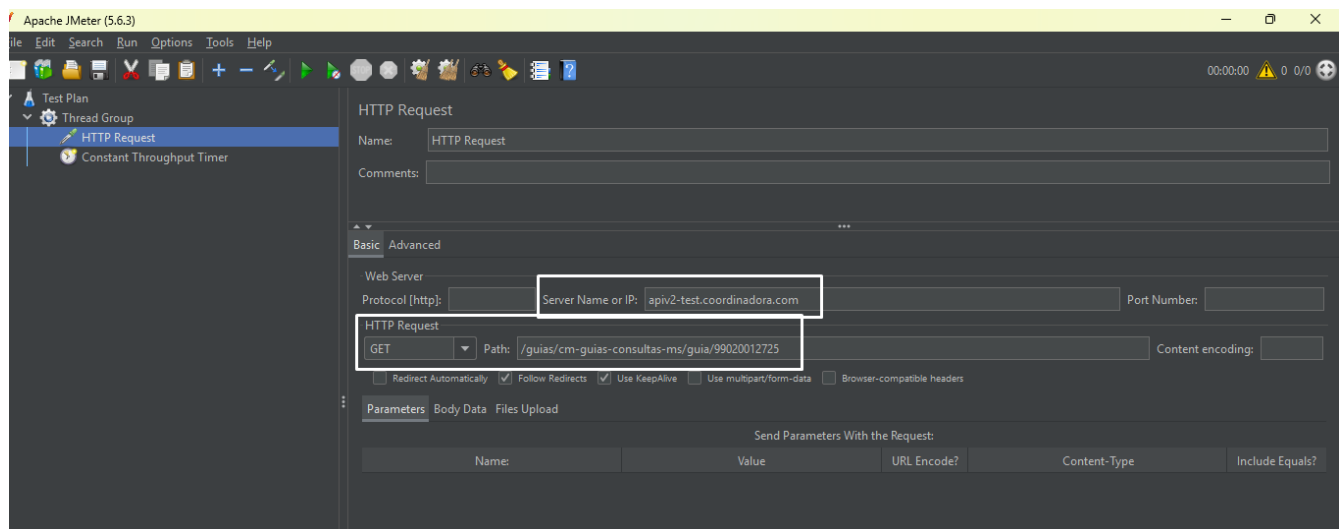 Apache JMeter (5.6.3)
ile Edit Search Run Options Tools Help
00:00:00 0 0/0
Test Plan
Thread Group
HTTP Request
Constant Throughput Timer
HTTP Request
Name: HTTP Request
Comments:
Basic Advanced
Web Server
Protocol [http]: Server Name or IP: apiv2-test.coordinadora.com Port Number:
HTTP Request
GET Path: /guias/cm-guias-consultas-ms/guia/99020012725 Content encoding:
Redirect Automatically Follow Redirects Use KeepAlive Use multipart/form-data Browser-compatible headers
Parameters Body Data Files Upload
Send Parameters With the Request:
Name: Value URL Encode? Content-Type Include Equals?